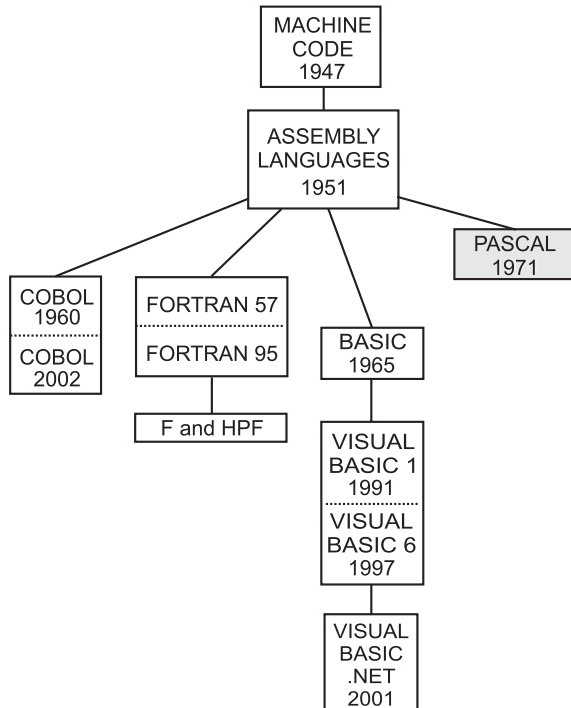 MACHINE
CODE
1947
ASSEMBLY
LANGUAGES
1951
PASCAL
1971
COBOL
1960
COBOL
2002
FORTRAN 57
FORTRAN 95
F and HPF
BASIC
1965
VISUAL
BASIC 1
1991
VISUAL
BASIC 6
1997
VISUAL
BASIC
.NET
2001